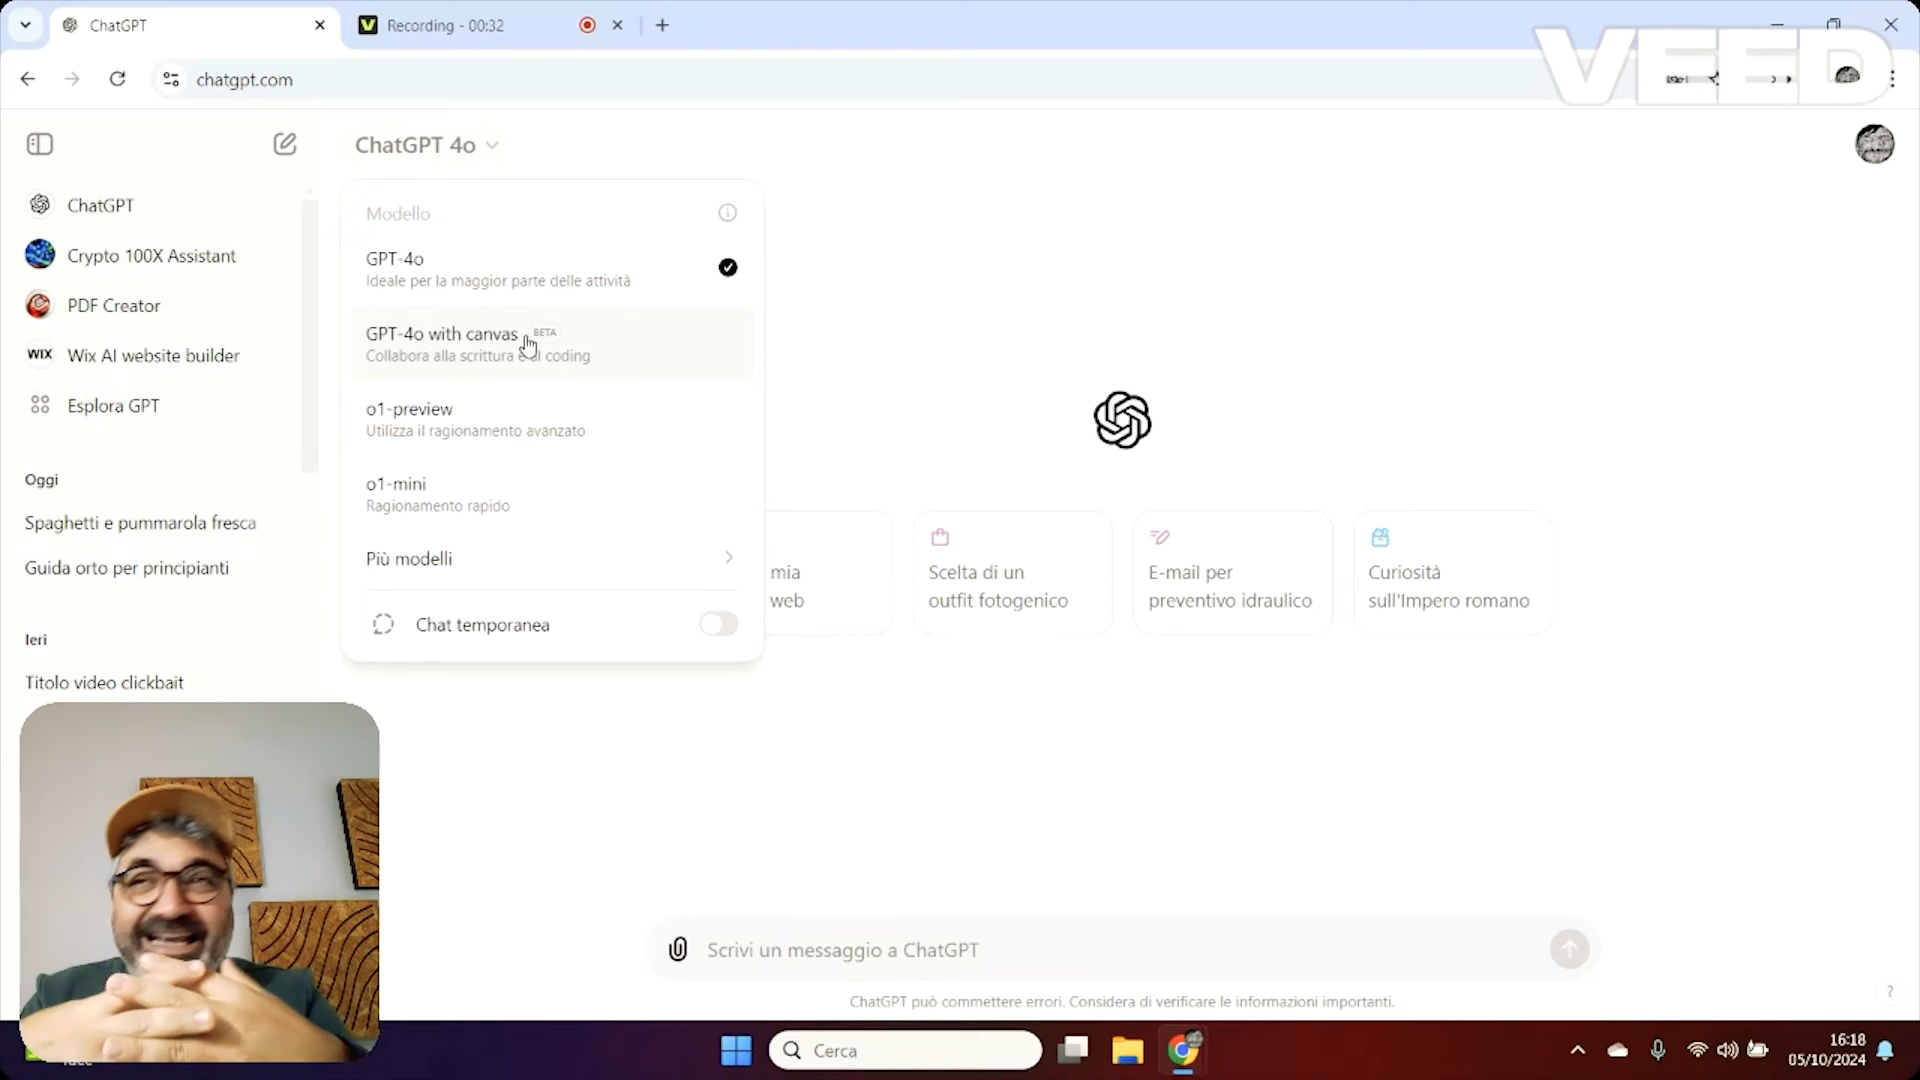 ChatGPT
Recording - 00:32
VEED
chatgpt.com
ChatGPT 4o
ChatGPT
Crypto 100X Assistant
PDF Creator
WIX Wix AI website builder
Esplora GPT
Oggi
Spaghetti e pummarola fresca
Guida orto per principianti
Ieri
Titolo video clickbait
Modello
GPT-4o
Ideale per la maggior parte delle attività
GPT-4o with canvas BETA
Collabora alla scrittura e al coding
o1-preview
Utilizza il ragionamento avanzato
o1-mini
Ragionamento rapido
Più modelli
Chat temporanea
mia
web
Scelta di un
outfit fotogenico
E-mail per
preventivo idraulico
Curiosità
sull'Impero romano
Scrivi un messaggio a ChatGPT
ChatGPT può commettere errori. Considera di verificare le informazioni importanti.
?
Cerca
16:18
05/10/2024